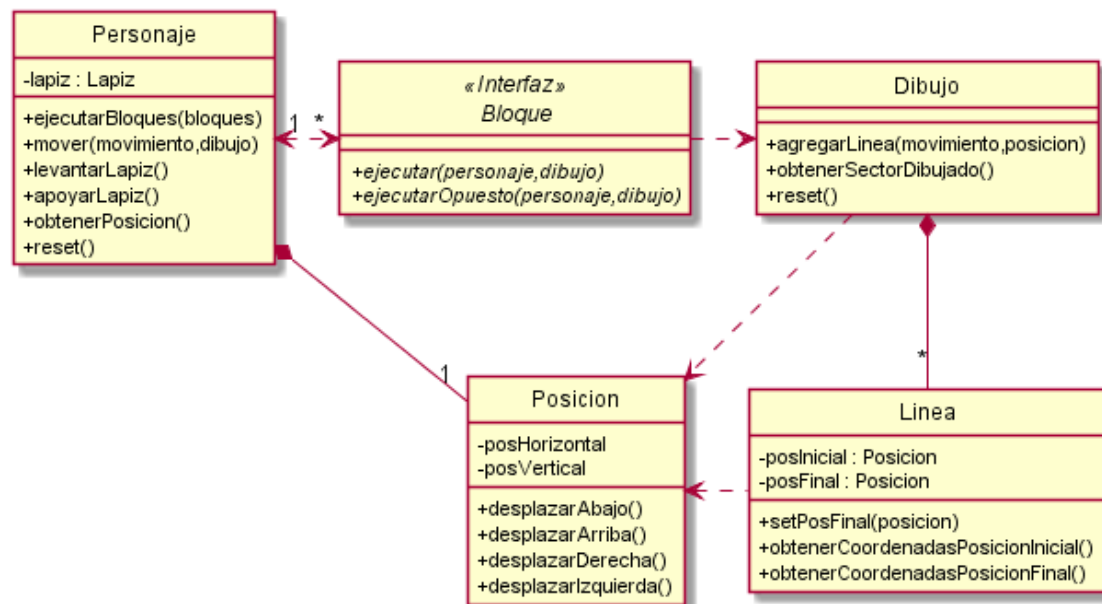 Personaje
-lapiz : Lapiz
+ejecutarBloques(bloques)
+mover(movimiento,dibujo)
+levantarLapiz()
+apoyarLapiz()
+obtenerPosicion()
+reset()
1
*
«Interfaz»
Bloque
+ejecutar(personaje,dibujo)
+ejecutarOpuesto(personaje,dibujo)
Dibujo
+agregarLinea(movimiento,posicion)
+obtenerSectorDibujado()
+reset()
1
*
Posicion
-posHorizontal
-posVertical
+desplazarAbajo()
+desplazarArriba()
+desplazarDerecha()
+desplazarIzquierda()
Linea
-posInicial : Posicion
-posFinal : Posicion
+setPosFinal(posicion)
+obtenerCoordenadasPosicionInicial()
+obtenerCoordenadasPosicionFinal()